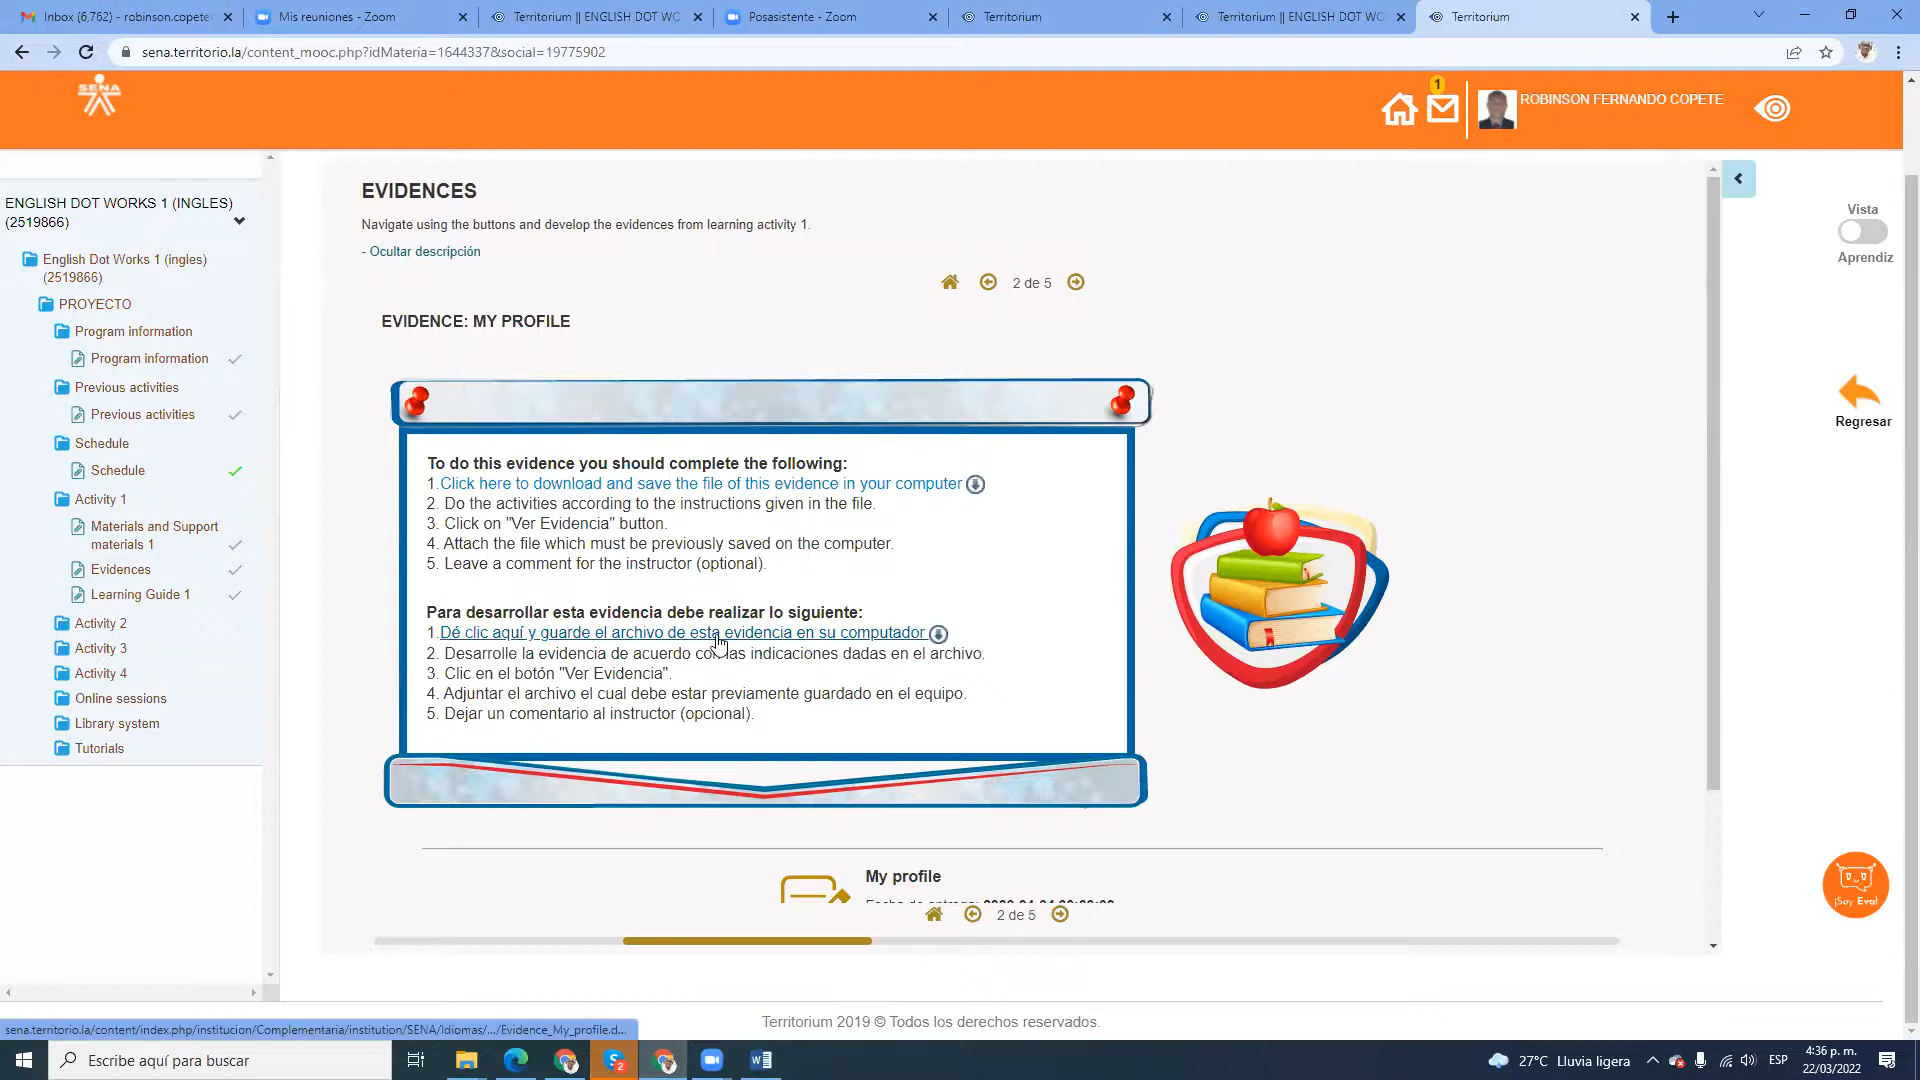 Inbox (6,762) - robinson.copete
Mis reuniones - Zoom
Territorium || ENGLISH DOT WO
Posasistente - Zoom
Territorium
Territorium || ENGLISH DOT WO
Territorium
sena.territorio.la/content_mooc.php?idMateria=1644337&social=19775902
SENA
1
ROBINSON FERNANDO COPETE
ENGLISH DOT WORKS 1 (INGLES)
(2519866)
English Dot Works 1 (ingles)
(2519866)
PROYECTO
Program information
Program information
Previous activities
Previous activities
Schedule
Schedule
Activity 1
Materials and Support
materials 1
Evidences
Learning Guide 1
Activity 2
Activity 3
Activity 4
Online sessions
Library system
Tutorials
EVIDENCES
Navigate using the buttons and develop the evidences from learning activity 1.
- Ocultar descripción
2 de 5
EVIDENCE: MY PROFILE
To do this evidence you should complete the following:
1.Click here to download and save the file of this evidence in your computer
2. Do the activities according to the instructions given in the file.
3. Click on "Ver Evidencia" button.
4. Attach the file which must be previously saved on the computer.
5. Leave a comment for the instructor (optional).
Para desarrollar esta evidencia debe realizar lo siguiente:
1.Dé clic aquí y guarde el archivo de esta evidencia en su computador
2. Desarrolle la evidencia de acuerdo con las indicaciones dadas en el archivo.
3. Clic en el botón "Ver Evidencia".
4. Adjuntar el archivo el cual debe estar previamente guardado en el equipo.
5. Dejar un comentario al instructor (opcional).
My profile
2 de 5
Vista
Aprendiz
Regresar
¡Soy Eva!
Territorium 2019 © Todos los derechos reservados.
sena.territorio.la/content/index.php/institucion/Complementaria/institution/SENA/Idiomas/.../Evidence_My_profile.d...
Escribe aquí para buscar
2
27°C Lluvia ligera
ESP
4:36 p. m.
22/03/2022